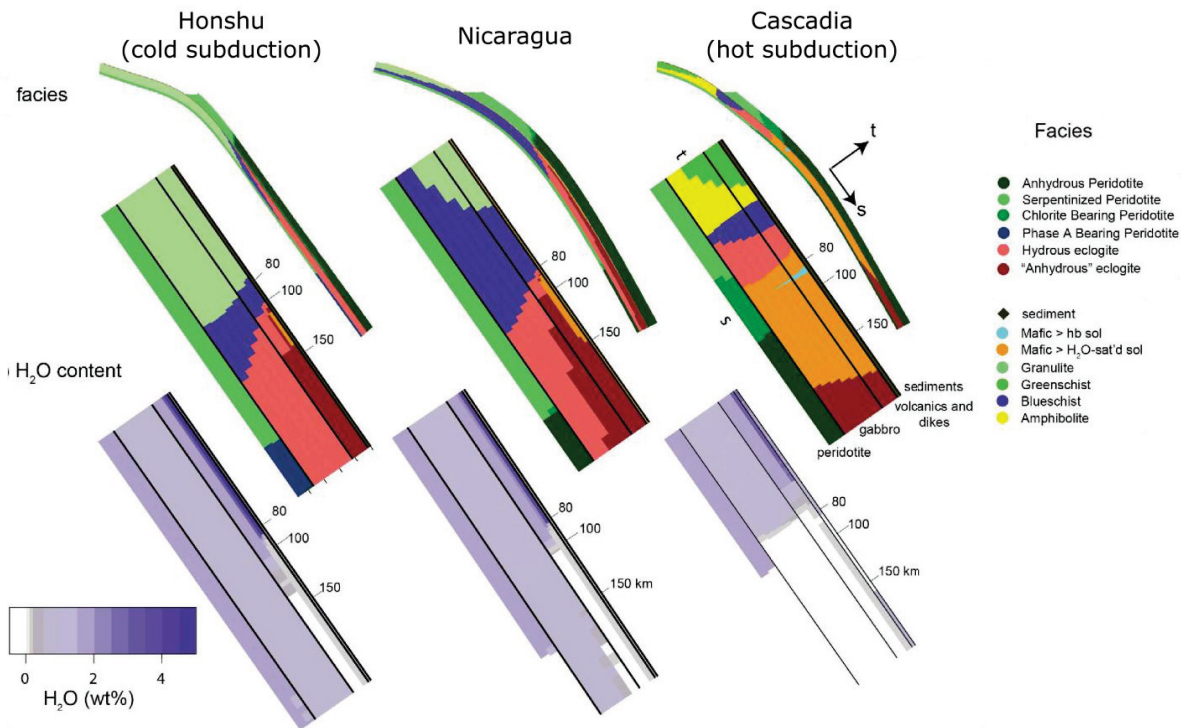 Honshu
(cold subduction)
Nicaragua
Cascadia
(hot subduction)
facies
t
s
t
s
80
100
150
80
100
150
80
100
150
sediments
volcanics and
dikes
gabbro
peridotite
Facies
Anhydrous Peridotite
Serpentinized Peridotite
Chlorite Bearing Peridotite
Phase A Bearing Peridotite
Hydrous eclogite
“Anhydrous” eclogite
sediment
Mafic > hb sol
Mafic > H₂O-sat'd sol
Granulite
Greenschist
Blueschist
Amphibolite
) H₂O content
80
100
150
80
100
150 km
80
100
150 km
0
2
4
H₂O (wt%)